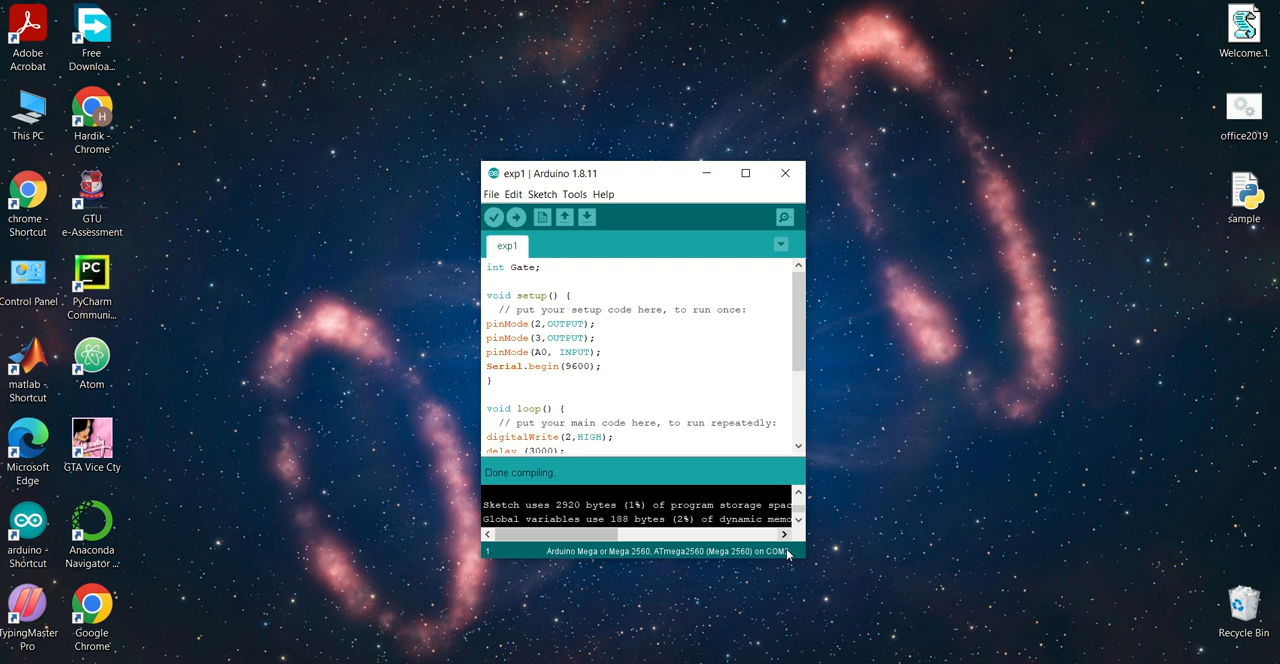 Adobe
Acrobat
Free
Downloa...
This PC
Hardik -
Chrome
chrome -
Shortcut
GTU
e-Assessment
Control Panel
PyCharm
Communi...
matlab -
Shortcut
Atom
Microsoft
Edge
GTA Vice Cty
arduino -
Shortcut
Anaconda
Navigator ...
TypingMaster
Pro
Google
Chrome
exp1 | Arduino 1.8.11
File Edit Sketch Tools Help
exp1
int Gate;
void setup() {
// put your setup code here, to run once:
pinMode(2,OUTPUT);
pinMode(3,OUTPUT);
pinMode(A0, INPUT);
Serial.begin(9600);
}
void loop() {
// put your main code here, to run repeatedly:
digitalWrite(2,HIGH);
delay (3000);
Done compiling.
Sketch uses 2920 bytes (1%) of program storage spac
Global variables use 188 bytes (2%) of dynamic memo
1 Arduino Mega or Mega 2560, ATmega2560 (Mega 2560) on
Welcome.1
office2019
sample
Recycle Bin